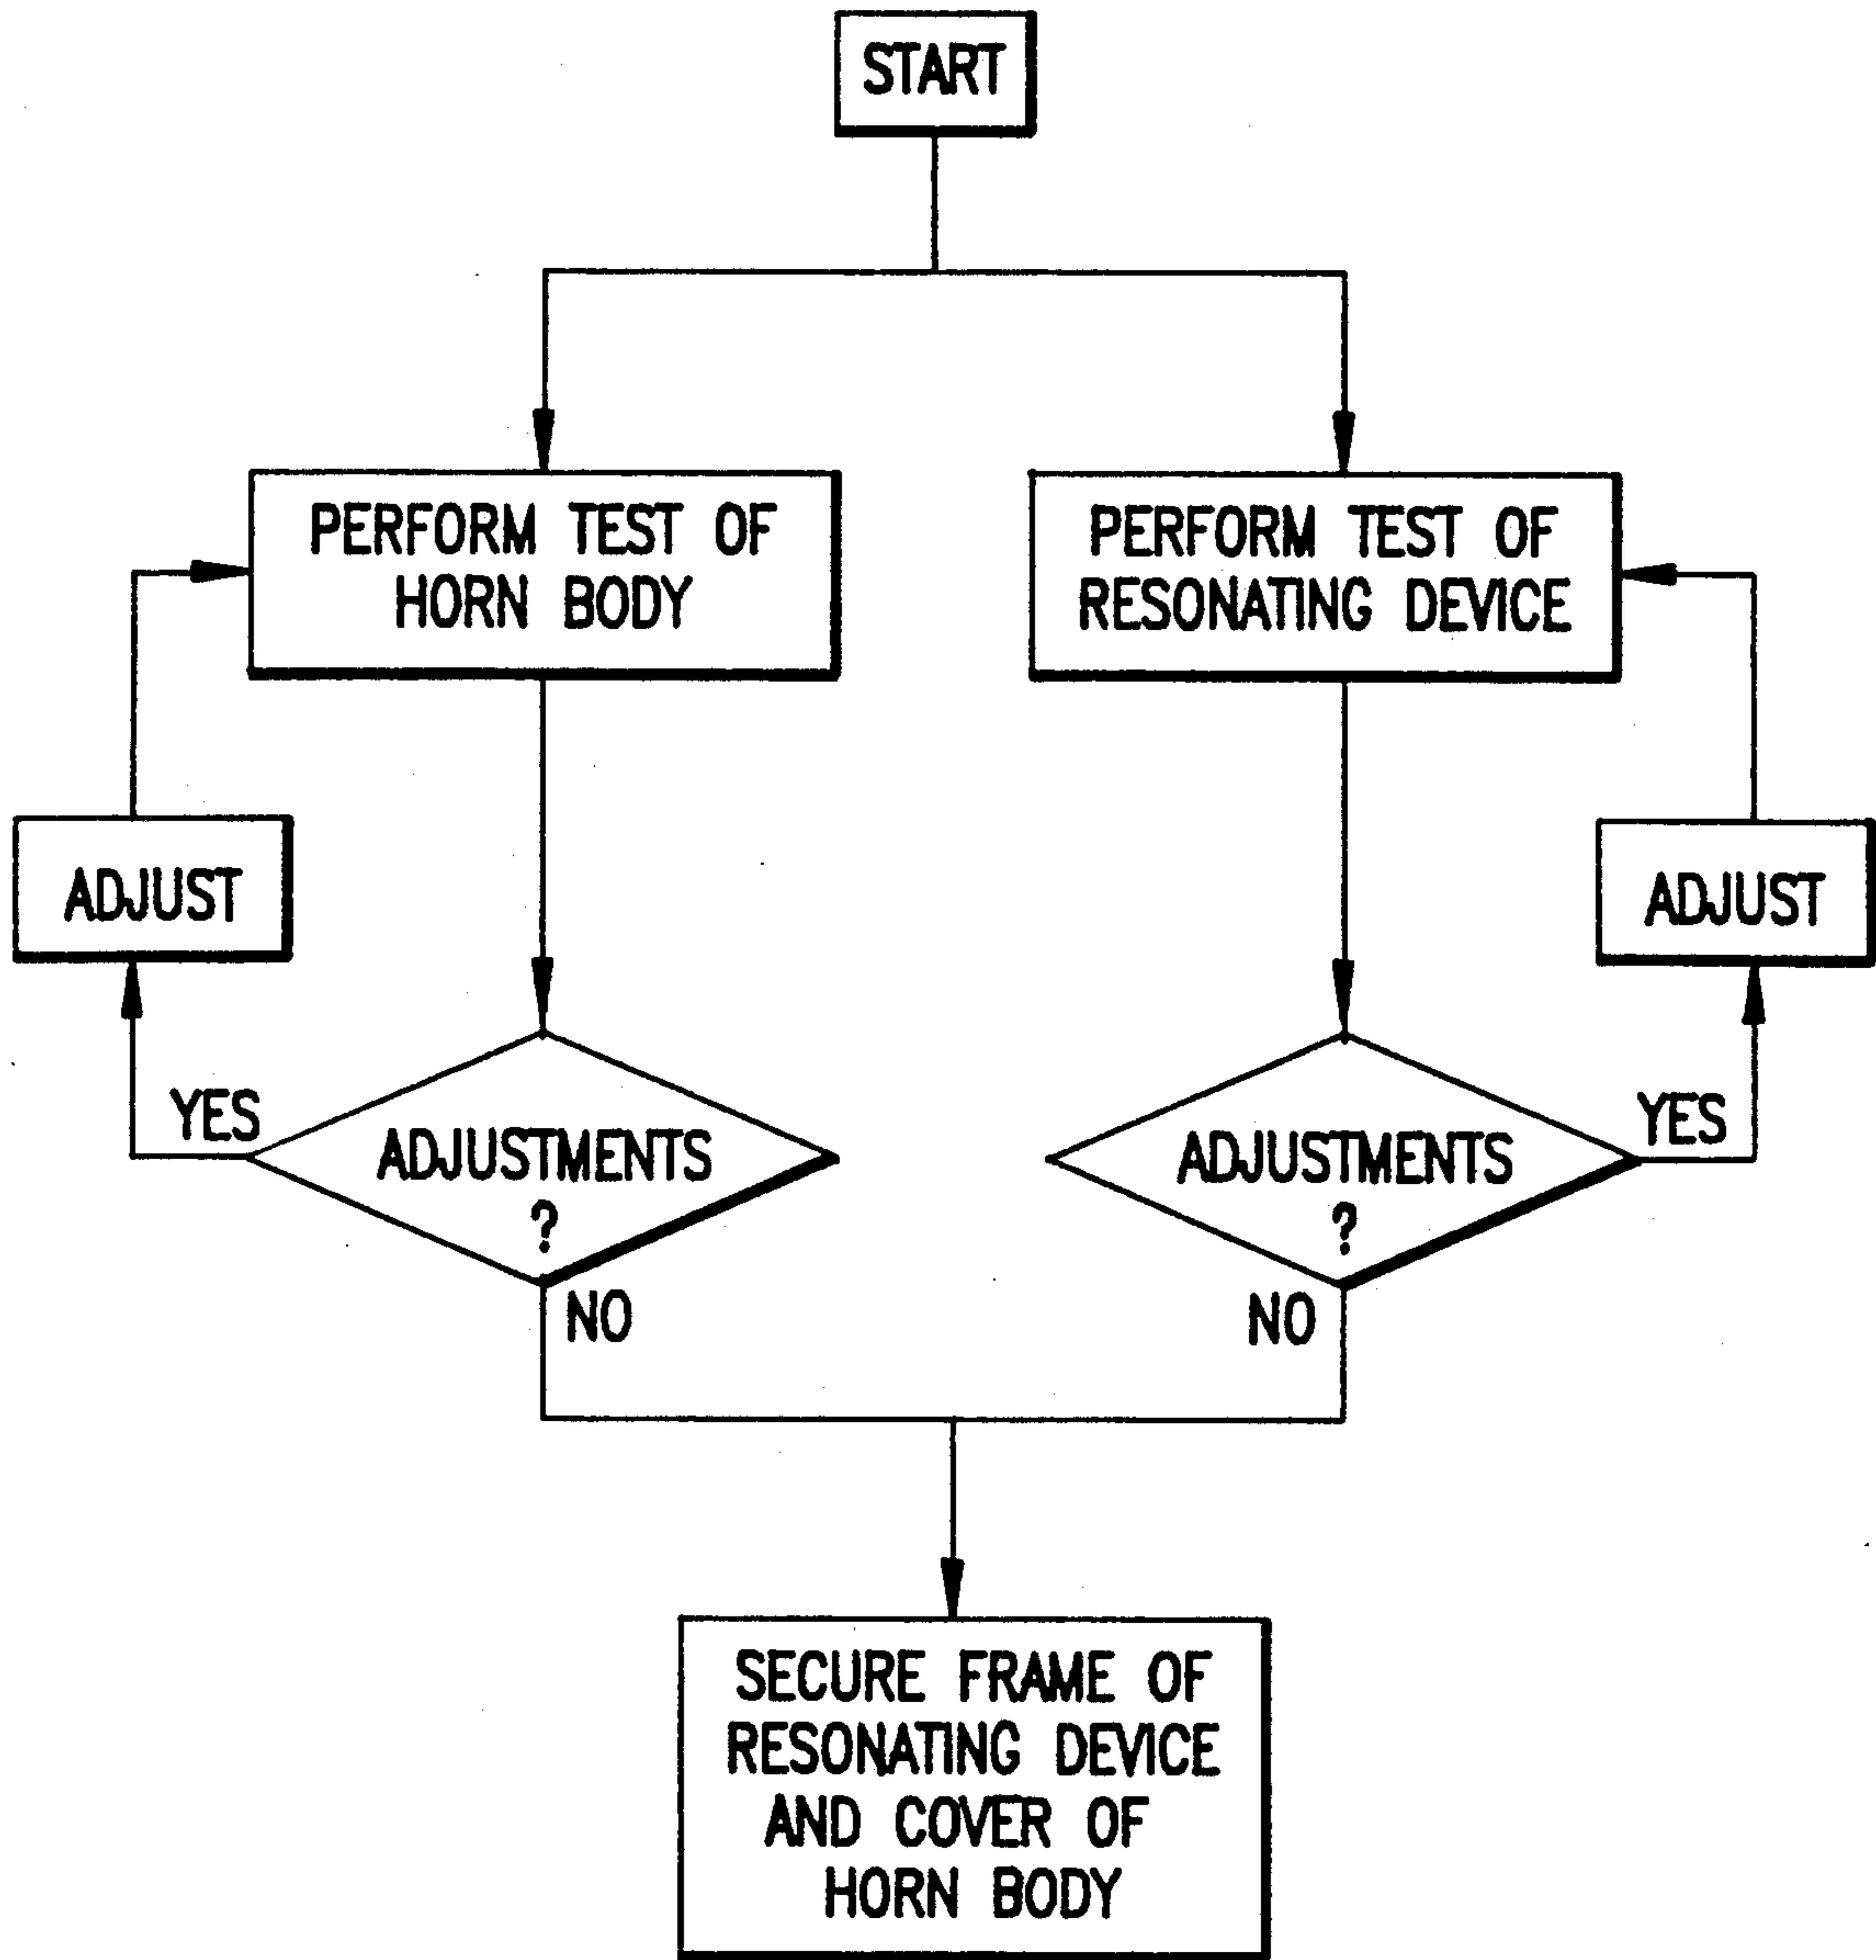 START
PERFORM TEST OF
HORN BODY
PERFORM TEST OF
RESONATING DEVICE
ADJUST
ADJUST
YES
ADJUSTMENTS
?
NO
YES
ADJUSTMENTS
?
NO
SECURE FRAME OF
RESONATING DEVICE
AND COVER OF
HORN BODY